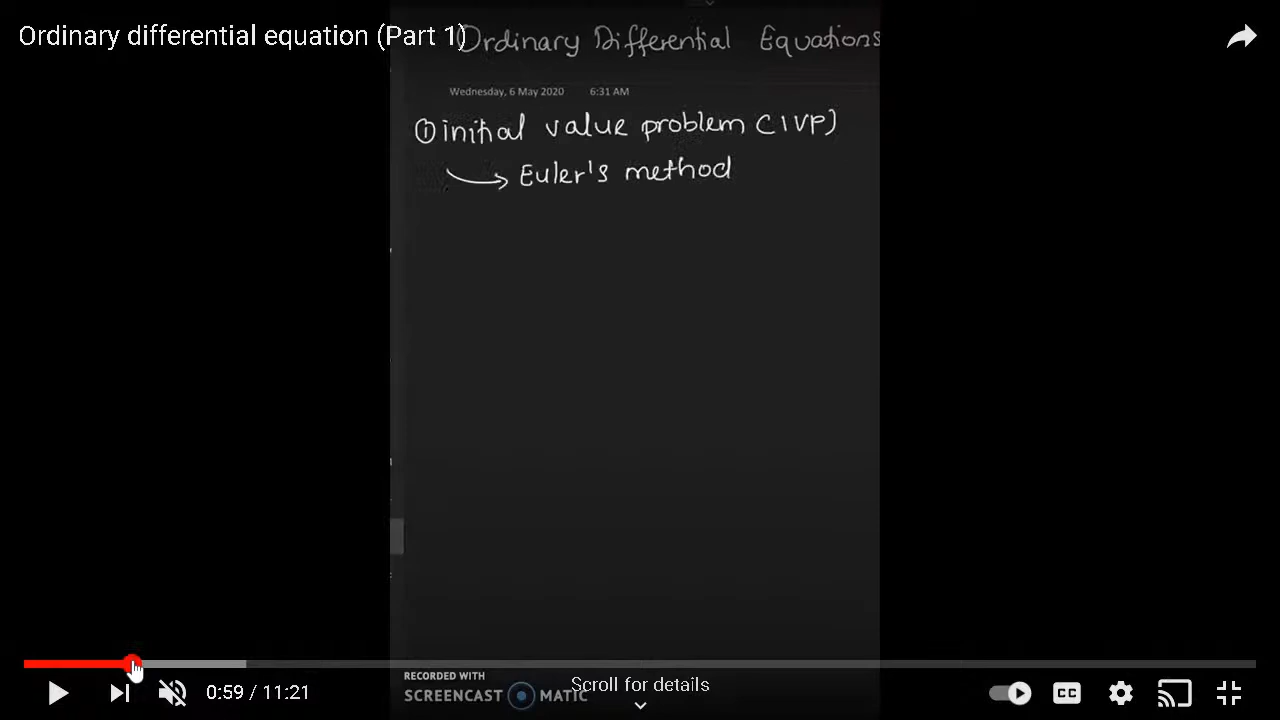 Ordinary differential equation (Part 1)
Ordinary Differential Equations
Wednesday, 6 May 2020 6:31 AM
① initial value problem (IVP)
→ Euler's method
RECORDED WITH
SCREENCAST MATIC
Scroll for details
0:59 / 11:21
CC